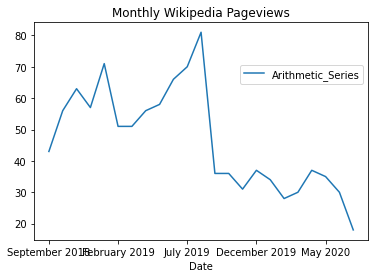 Monthly Wikipedia Pageviews
80
70
60
50
40
30
20
Arithmetic_Series
September 2018 February 2019 July 2019 December 2019 May 2020
Date